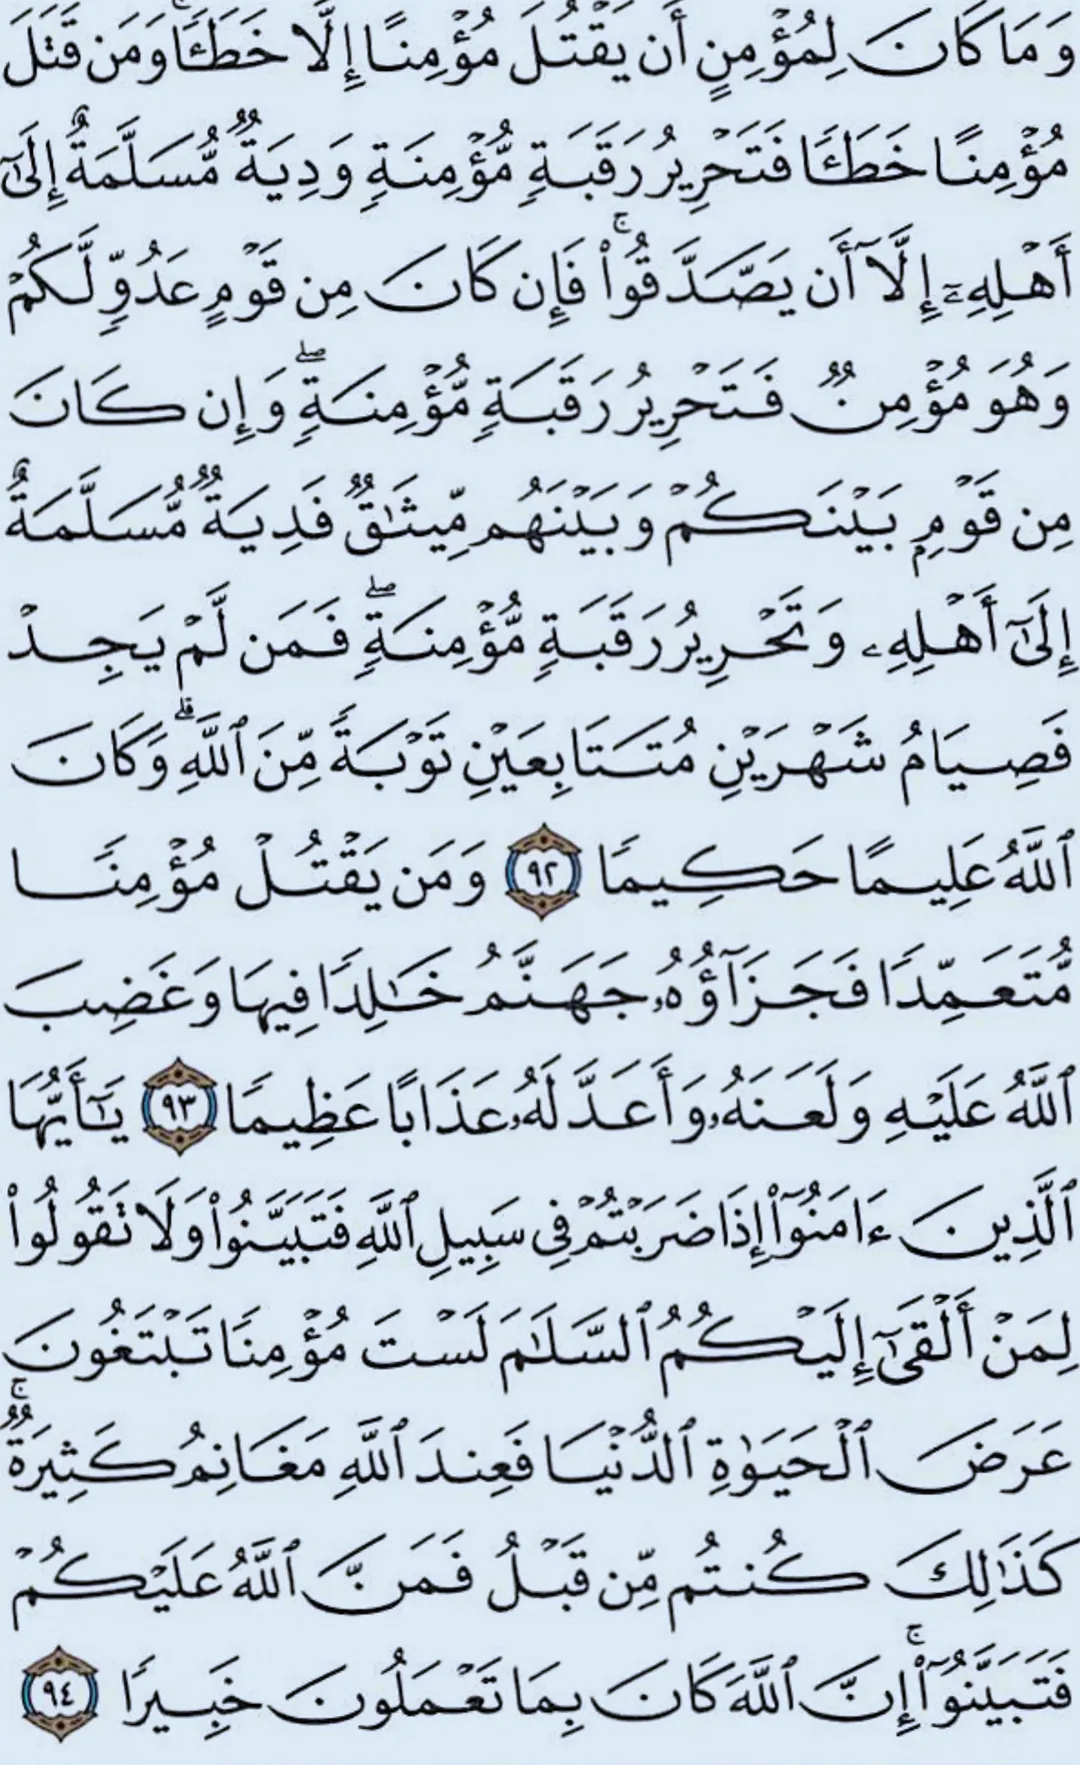 وَمَا كَانَ لِمُؤْمِنٍ أَن يَقْتُلَ مُؤْمِنًا إِلَّا خَطَـًٔا ۚ وَمَن قَتَلَ
مُؤْمِنًا خَطَـًٔا فَتَحْرِيرُ رَقَبَةٍ مُّؤْمِنَةٍ وَدِيَةٌ مُّسَلَّمَةٌ إِلَىٰٓ
أَهْلِهِۦٓ إِلَّآ أَن يَصَّدَّقُوا۟ ۚ فَإِن كَانَ مِن قَوْمٍ عَدُوٍّ لَّكُمْ
وَهُوَ مُؤْمِنٌ فَتَحْرِيرُ رَقَبَةٍ مُّؤْمِنَةٍ ۖ وَإِن كَانَ
مِن قَوْمٍۭ بَيْنَكُمْ وَبَيْنَهُم مِّيثَٰقٌ فَدِيَةٌ مُّسَلَّمَةٌ
إِلَىٰٓ أَهْلِهِۦ وَتَحْرِيرُ رَقَبَةٍ مُّؤْمِنَةٍ ۖ فَمَن لَّمْ يَجِدْ
فَصِيَامُ شَهْرَيْنِ مُتَتَابِعَيْنِ تَوْبَةً مِّنَ ٱللَّهِ ۗ وَكَانَ
ٱللَّهُ عَلِيمًا حَكِيمًا ٩٢ وَمَن يَقْتُلْ مُؤْمِنًا
مُّتَعَمِّدًا فَجَزَآؤُهُۥ جَهَنَّمُ خَٰلِدًا فِيهَا وَغَضِبَ
ٱللَّهُ عَلَيْهِ وَلَعَنَهُۥ وَأَعَدَّ لَهُۥ عَذَابًا عَظِيمًا ٩٣ يَٰٓأَيُّهَا
ٱلَّذِينَ ءَامَنُوٓا۟ إِذَا ضَرَبْتُمْ فِى سَبِيلِ ٱللَّهِ فَتَبَيَّنُوا۟ وَلَا تَقُولُوا۟
لِمَنْ أَلْقَىٰٓ إِلَيْكُمُ ٱلسَّلَٰمَ لَسْتَ مُؤْمِنًا تَبْتَغُونَ
عَرَضَ ٱلْحَيَوٰةِ ٱلدُّنْيَا فَعِندَ ٱللَّهِ مَغَانِمُ كَثِيرَةٌ ۚ
كَذَٰلِكَ كُنتُم مِّن قَبْلُ فَمَنَّ ٱللَّهُ عَلَيْكُمْ
فَتَبَيَّنُوٓا۟ ۚ إِنَّ ٱللَّهَ كَانَ بِمَا تَعْمَلُونَ خَبِيرًا ٩٤